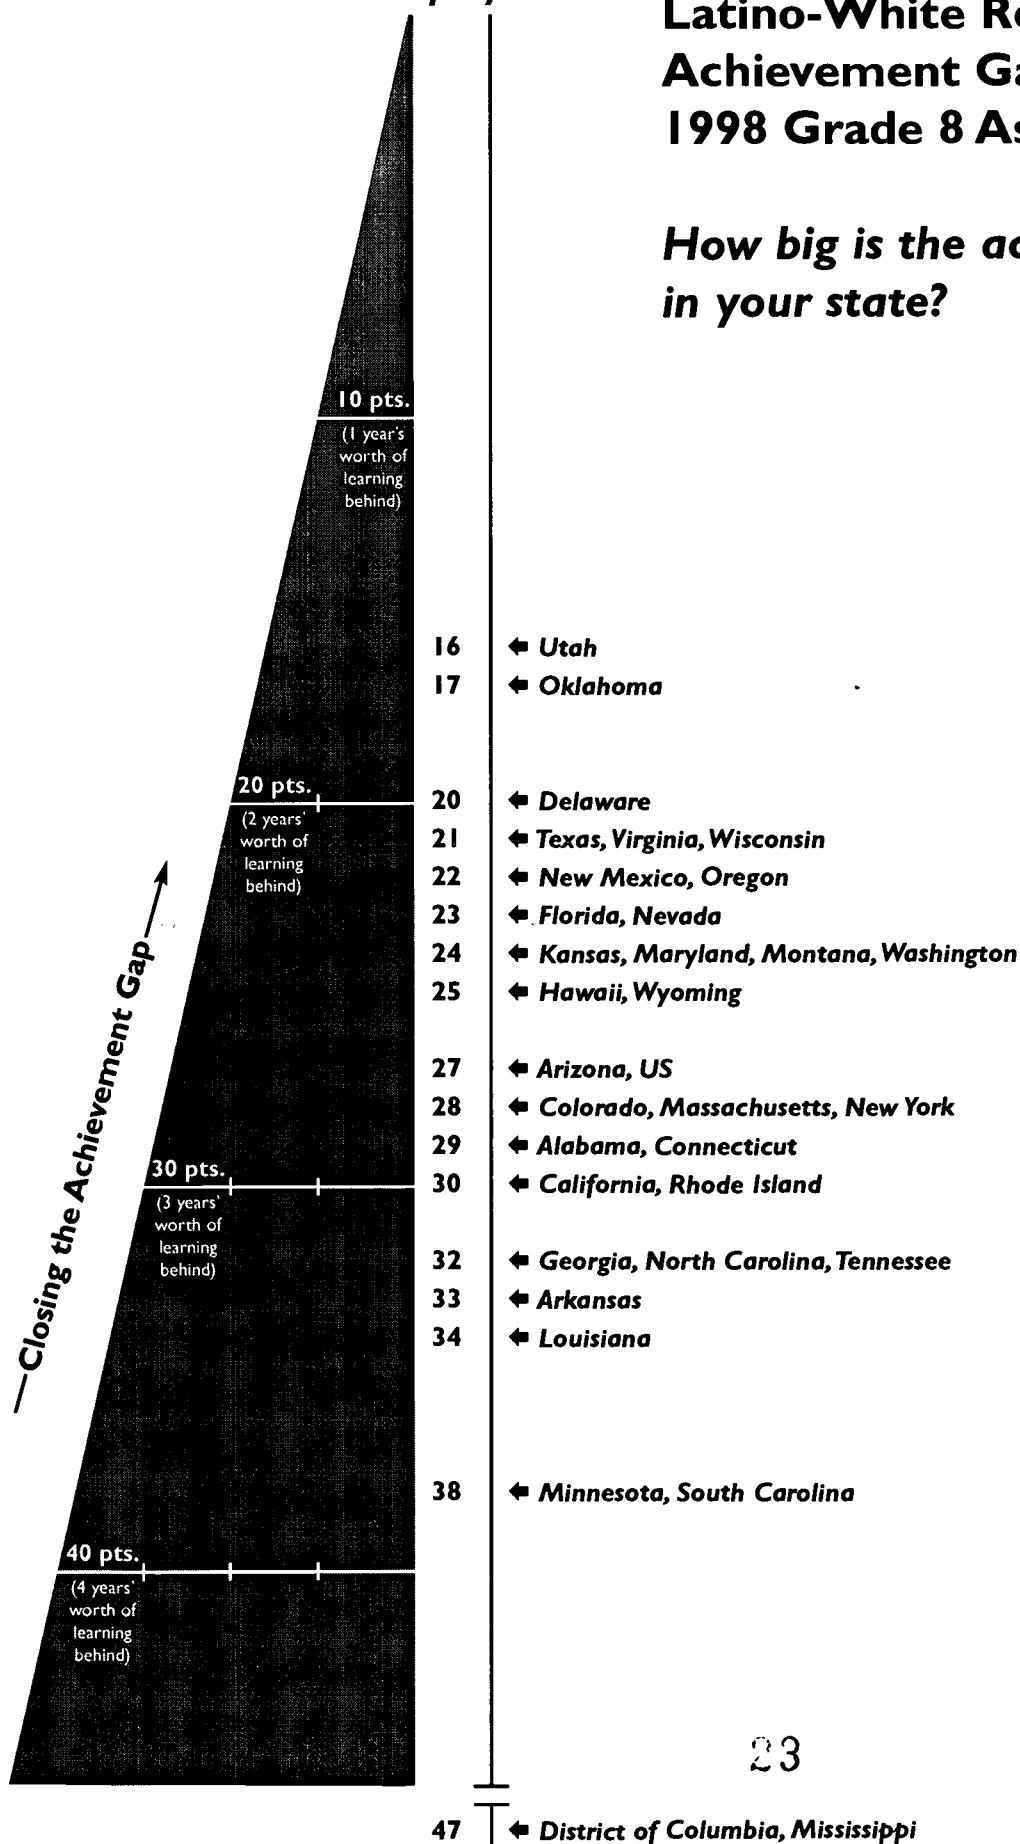 Latino-White
Achievement
1998 Grade 8
How big is the
in your state?
10 pts.
(1 year's
worth of
learning
behind)
16 Utah
17 Oklahoma
20 pts.
(2 years'
worth of
learning
behind)
20 Delaware
21 Texas, Virginia, Wisconsin
22 New Mexico, Oregon
23 Florida, Nevada
24 Kansas, Maryland, Montana, Washington
25 Hawaii, Wyoming
Closing the Achievement Gap
27 Arizona, US
28 Colorado, Massachusetts, New York
29 Alabama, Connecticut
30 pts.
(3 years'
worth of
learning
behind)
30 California, Rhode Island
32 Georgia, North Carolina, Tennessee
33 Arkansas
34 Louisiana
38 Minnesota, South Carolina
40 pts.
(4 years'
worth of
learning
behind)
23
47 District of Columbia, Mississippi